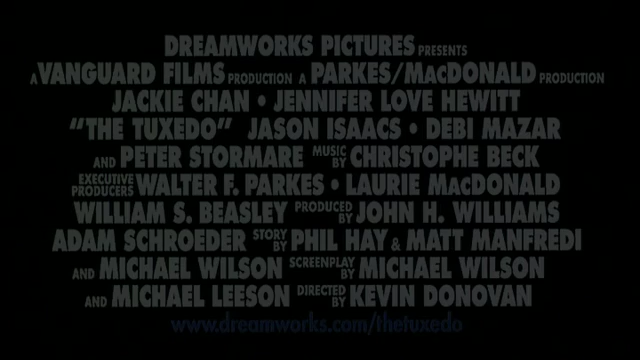 DREAMWORKS PICTURES PRESENTS
A VANGUARD FILMS PRODUCTION A PARKES/MACDONALD PRODUCTION
JACKIE CHAN • JENNIFER LOVE HEWITT
"THE TUXEDO" JASON ISAACS • DEBI MAZAR
AND PETER STORMARE MUSIC BY CHRISTOPHE BECK
EXECUTIVE PRODUCERS WALTER F. PARKES • LAURIE MACDONALD
WILLIAM S. BEASLEY PRODUCED BY JOHN H. WILLIAMS
ADAM SCHROEDER STORY BY PHIL HAY & MATT MANFREDI
AND MICHAEL WILSON SCREENPLAY BY MICHAEL WILSON
AND MICHAEL LEESON DIRECTED BY KEVIN DONOVAN
www.dreamworks.com/thetuxedo